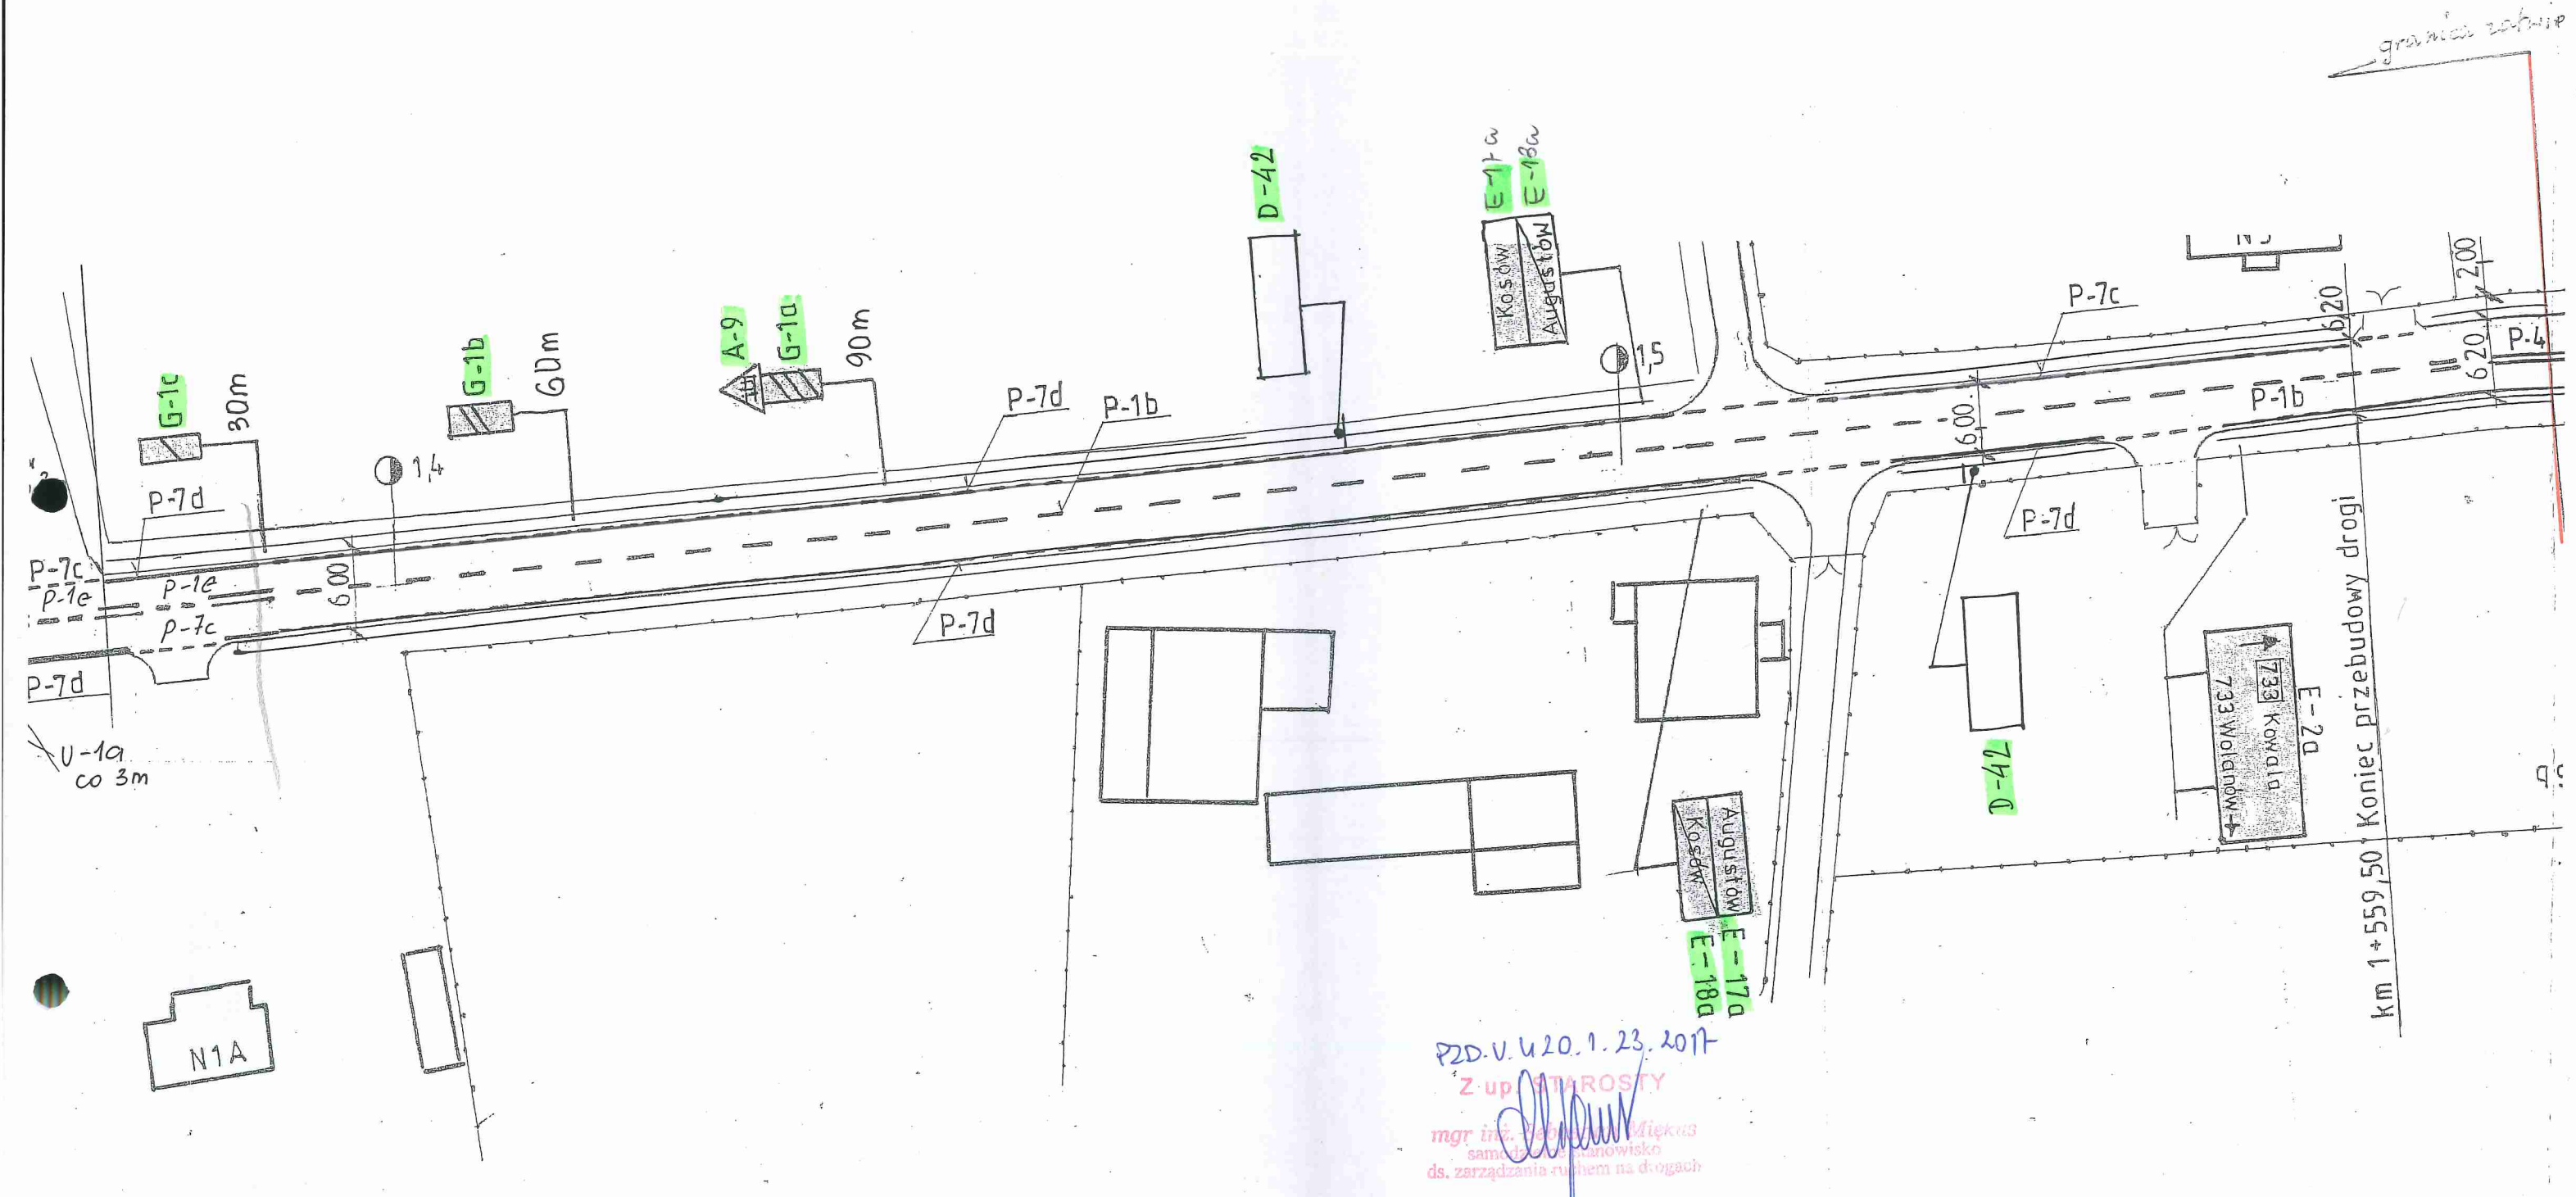 granica
E-17a
E-18a
D-42
Kosów
Augustów
A-9
G-1a
90m
G-1b
60m
G-1c
30m
1,4
1,5
P-7d
P-7d
P-1b
P-7c
6,20
2,00
6,20
P-4
P-1b
6,00
P-7d
P-7c
P-1e
P-1e
P-7c
6,00
P-7d
P-7d
U-1a
co 3m
N1A
D-42
Augustów
Kosów
E-17a
E-18a
E-2a
733 Kowala
733 Wolanów
km 1+559,50 Koniec przebudowy drogi
PZD.V.420.1.23.2017
Z up. STAROSTY
mgr inż. Miękus
samodzielne stanowisko
ds. zarządzania ruchem na drogach